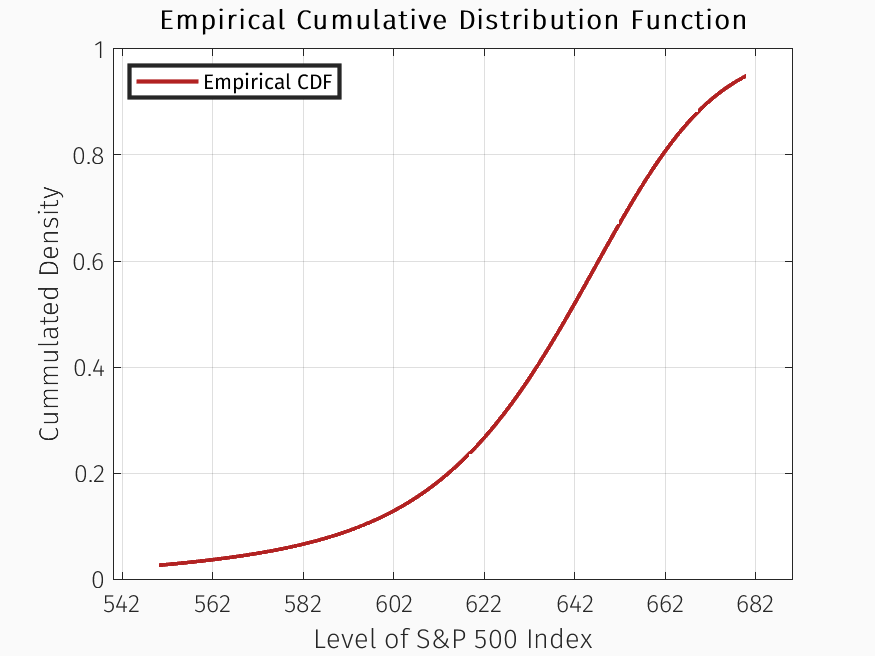 Empirical Cumulative Distribution Function
1
Empirical CDF
0.8
0.6
0.4
0.2
0
Cummulated Density
542 562 582 602 622 642 662 682
Level of S&P 500 Index